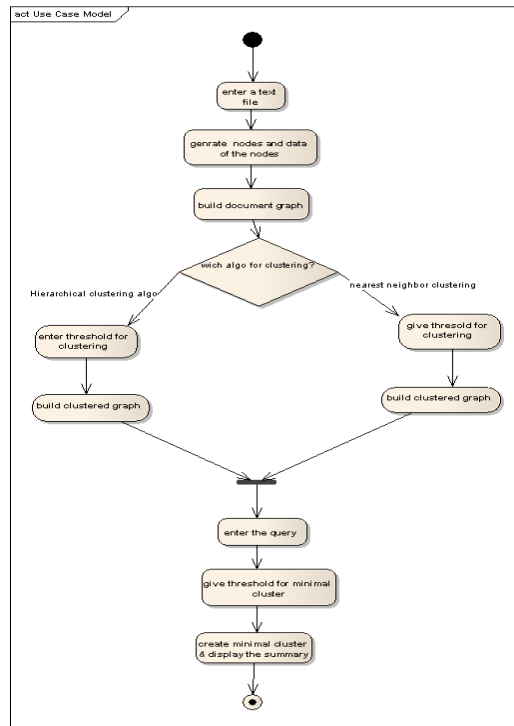 act Use Case Model
enter a text
file
genrate nodes and data
of the nodes
build document graph
wich algo for clustering?
Hierarchical clustering algo
nearest neighbor clustering
enter threshold for
clustering
give thresold for
clustering
build clustered graph
build clustered graph
enter the query
give threshold for minimal
cluster
create minimal cluster
& display the summary